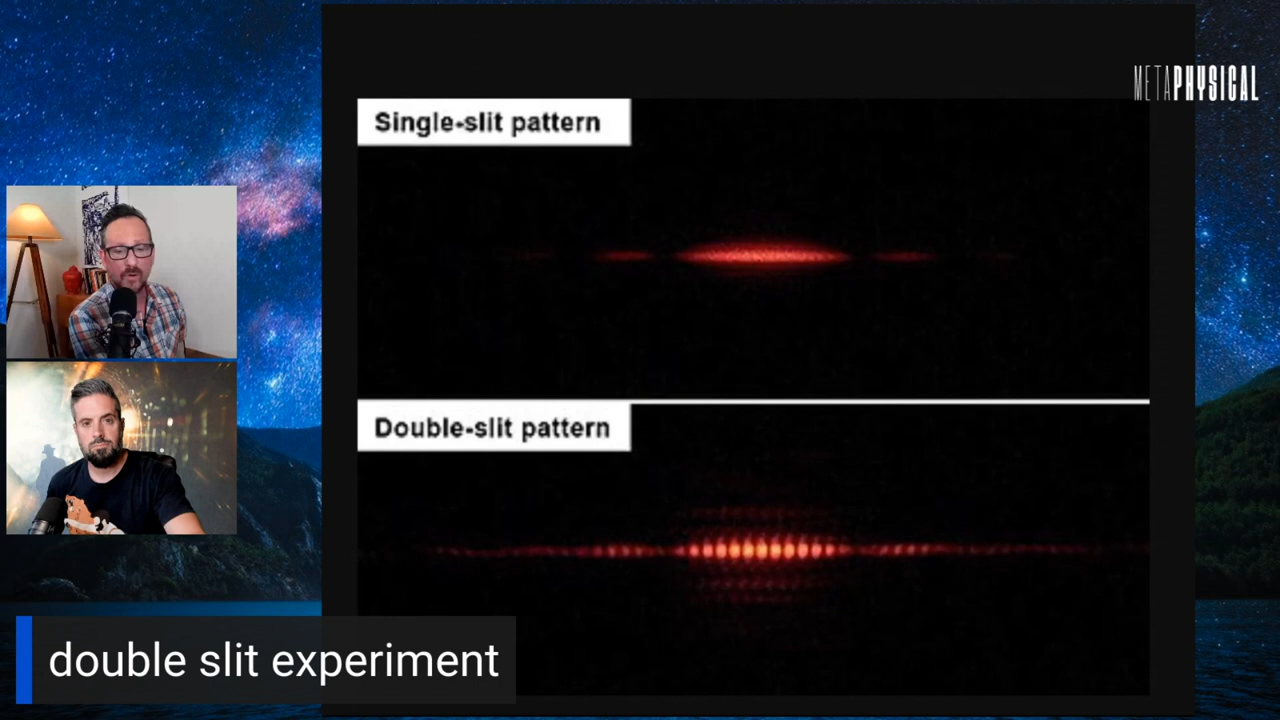 METAPHYSICAL
Single-slit pattern
Double-slit pattern
double slit experiment